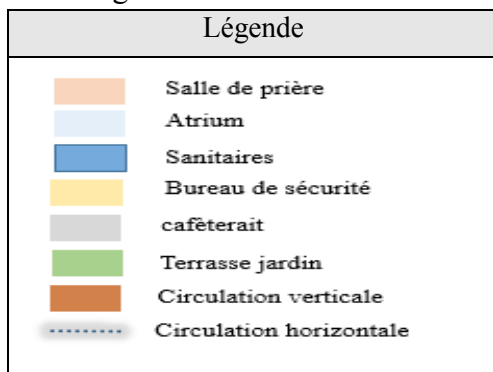 Légende
Salle de prière
Atrium
Sanitaires
Bureau de sécurité
cafèterait
Terrasse jardin
Circulation verticale
Circulation horizontale